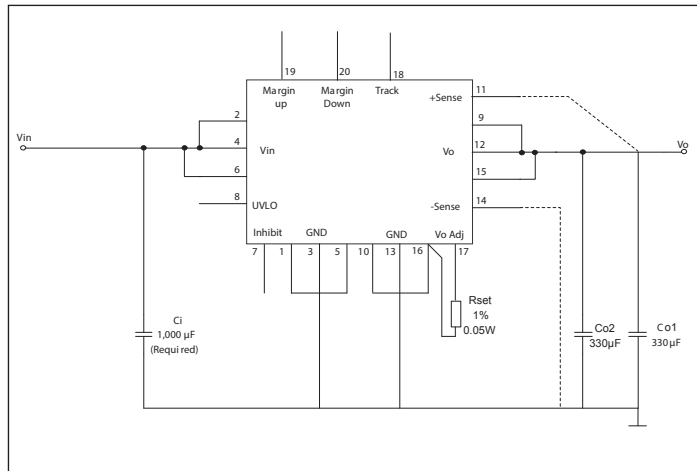 19
20
18
Margin
up
Margin
Down
Track
11
+Sense
2
9
Vin
4
Vin
12
Vo
Vo
6
15
8
UVLO
-Sense
14
Inhibit
GND
GND
Vo Adj
7
1
3
5
10
13
16
17
Rset
1%
0.05W
Ci
1,000 µF
(Requi red)
Co2
330µF
Co1
330µF